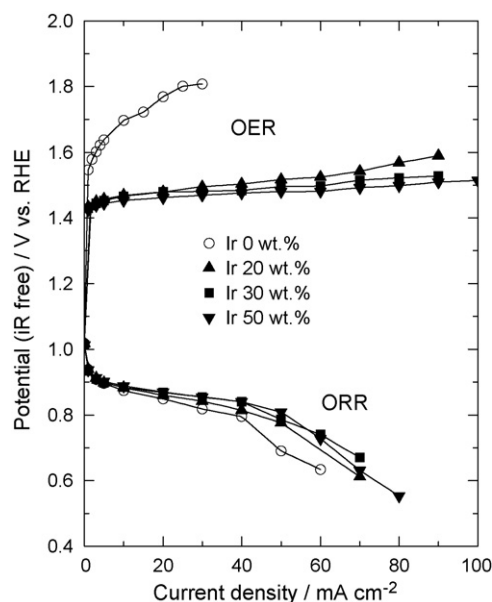 2.0
1.8
1.6
1.4
1.2
1.0
0.8
0.6
0.4
Potential (iR free) / V vs. RHE
OER
Ir 0 wt.%
Ir 20 wt.%
Ir 30 wt.%
Ir 50 wt.%
ORR
0 20 40 60 80 100
Current density / mA cm⁻²